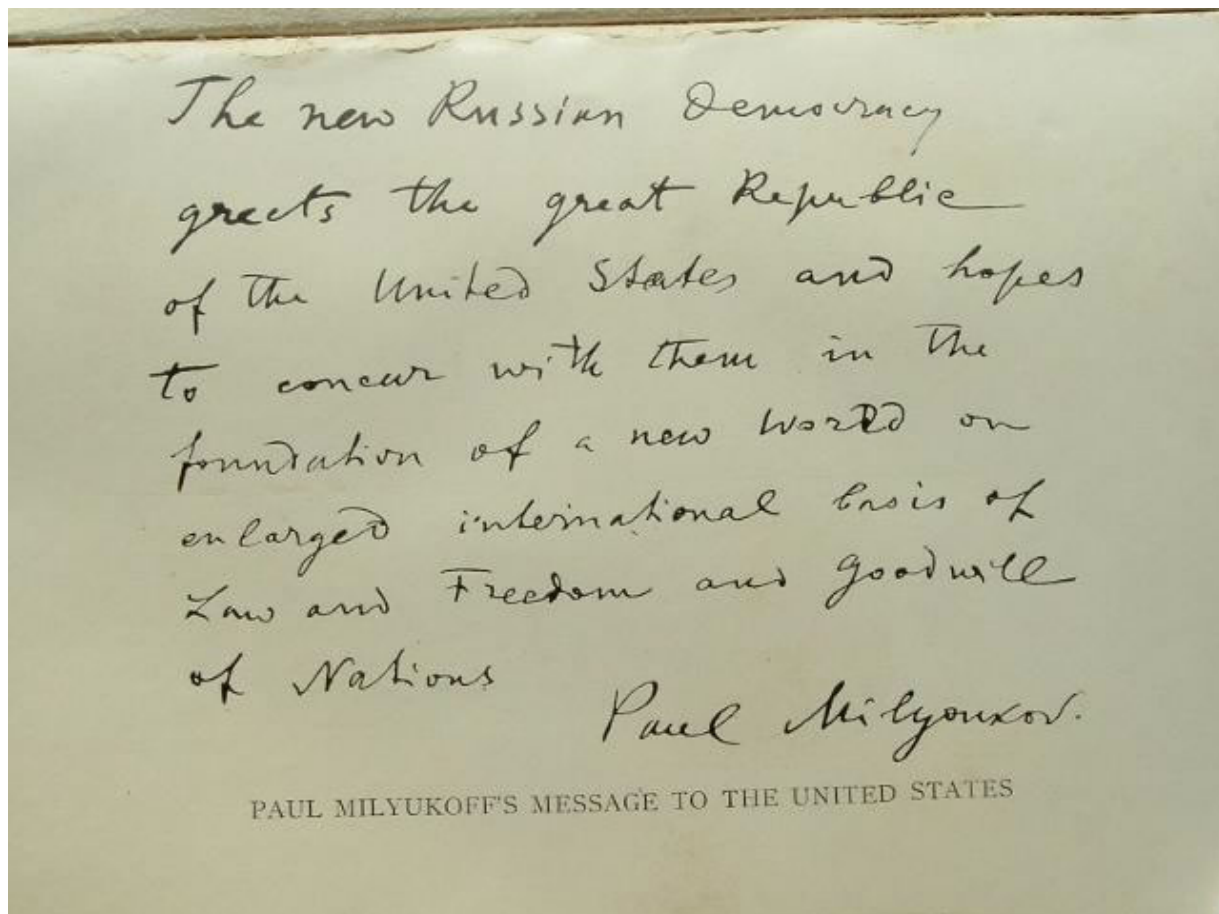 The new Russian Democracy
greets the great Republic
of the United States and hopes
to concur with them in the
foundation of a new World on
enlarged international basis of
Law and Freedom and Goodwill
of Nations
Paul Milyoukov.
PAUL MILYUKOFF'S MESSAGE TO THE UNITED STATES